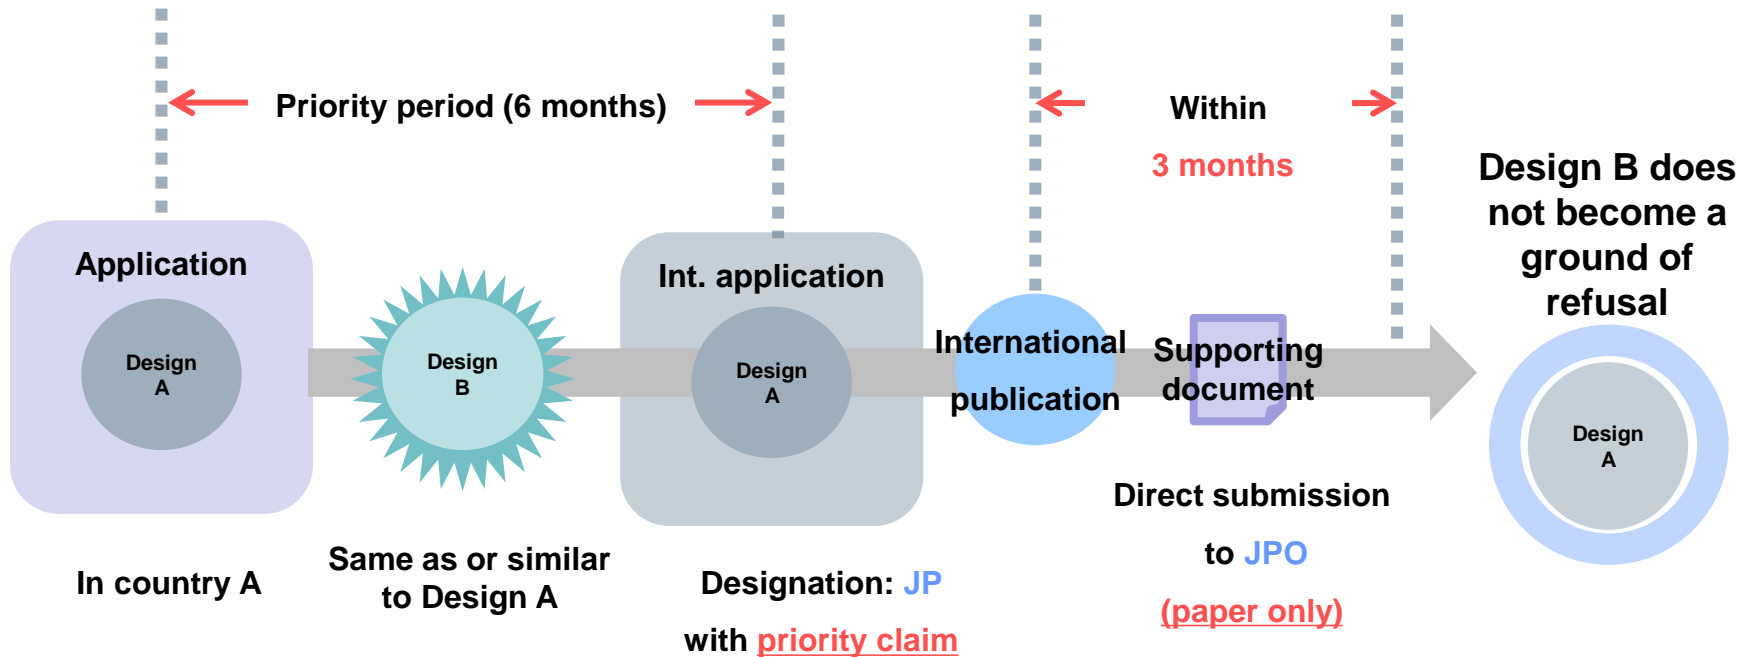 Priority period (6 months)
Within
3 months
Design B does
not become a
ground of
refusal
Application
Design
A
Design
B
Int. application
Design
A
International
publication
Supporting
document
Design
A
In country A
Same as or similar
to Design A
Designation: JP
with priority claim
Direct submission
to JPO
(paper only)